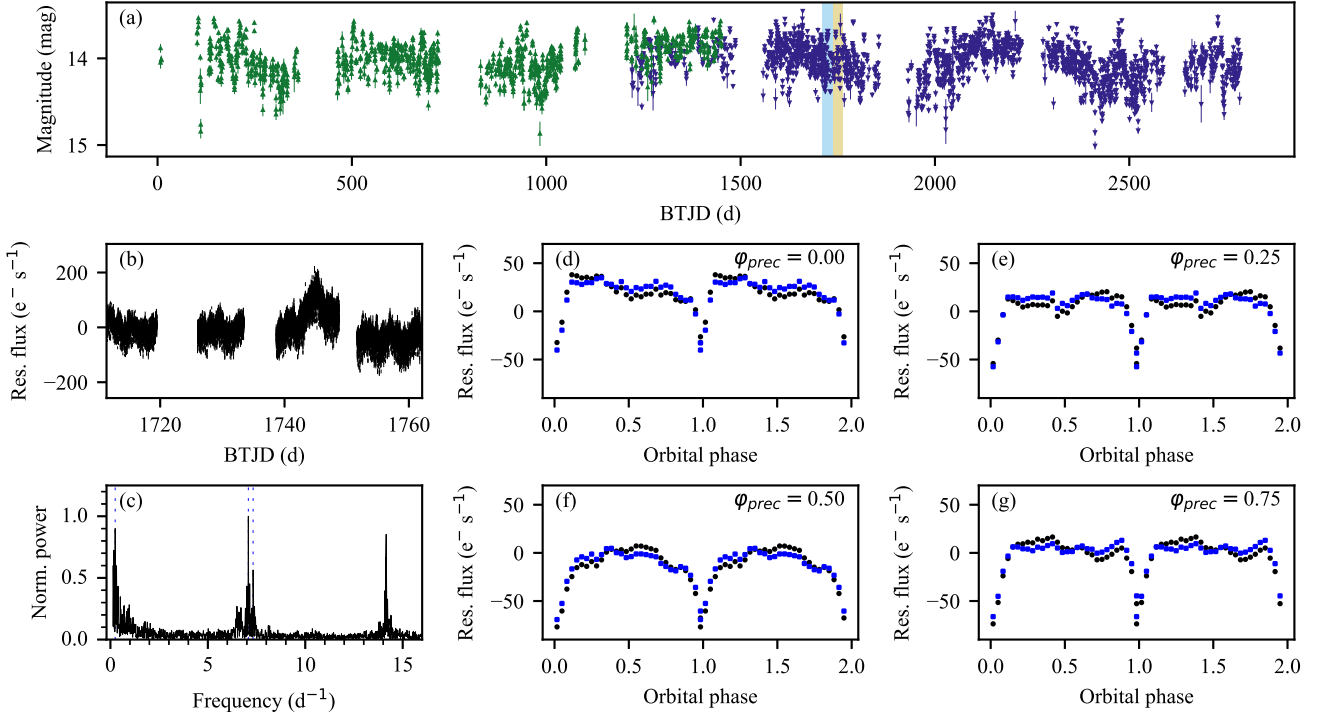 (a)
Magnitude (mag)
14
15
0 500 1000 1500 2000 2500
BTJD (d)
(b)
Res. flux (e⁻ s⁻¹)
200
0
−200
1720 1740 1760
BTJD (d)
(d)
φprec = 0.00
Res. flux (e⁻ s⁻¹)
50
0
−50
0.0 0.5 1.0 1.5 2.0
Orbital phase
(e)
φprec = 0.25
Res. flux (e⁻ s⁻¹)
50
0
−50
0.0 0.5 1.0 1.5 2.0
Orbital phase
(c)
Norm. power
1.0
0.5
0.0
0 5 10 15
Frequency (d⁻¹)
(f)
φprec = 0.50
Res. flux (e⁻ s⁻¹)
50
0
−50
0.0 0.5 1.0 1.5 2.0
Orbital phase
(g)
φprec = 0.75
Res. flux (e⁻ s⁻¹)
50
0
−50
0.0 0.5 1.0 1.5 2.0
Orbital phase